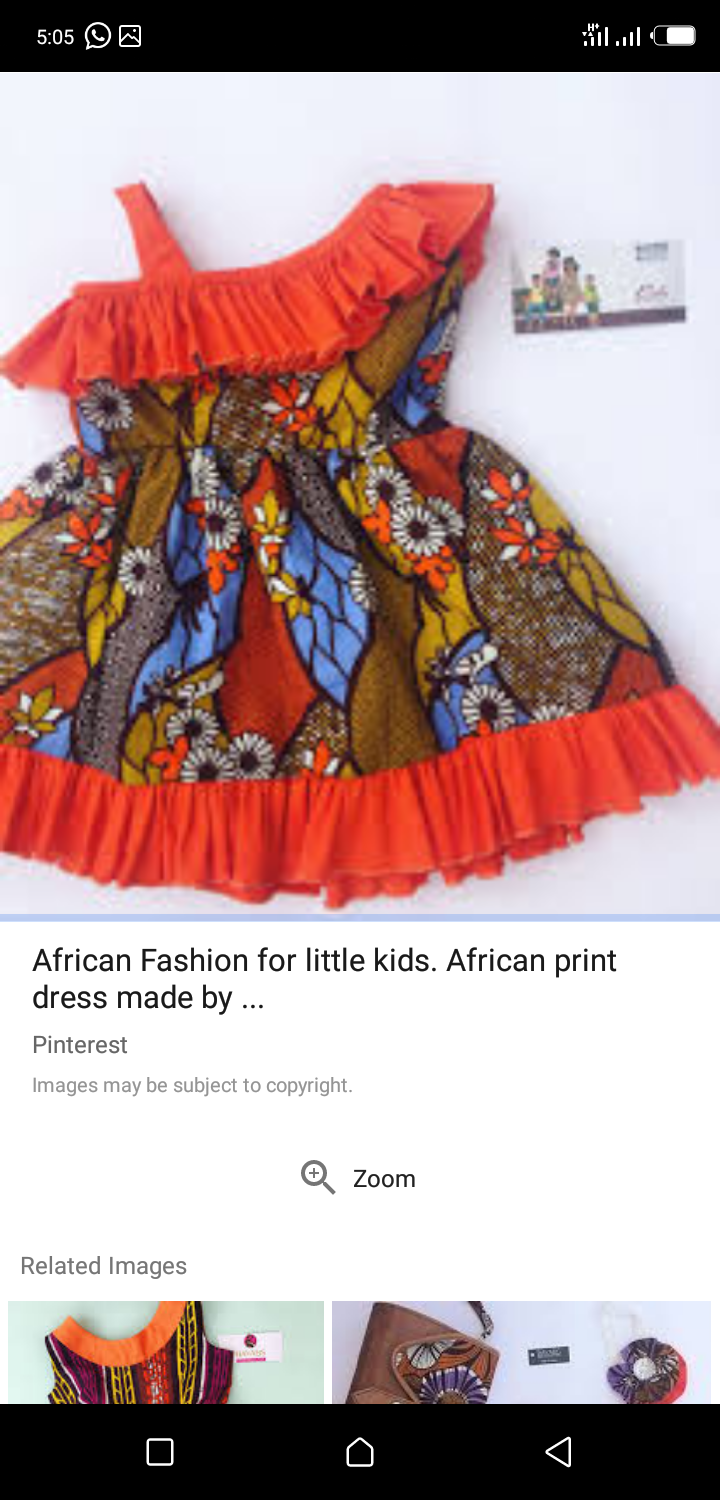 5:05
H+
African Fashion for little kids. African print
dress made by ...
Pinterest
Images may be subject to copyright.
Zoom
Related Images